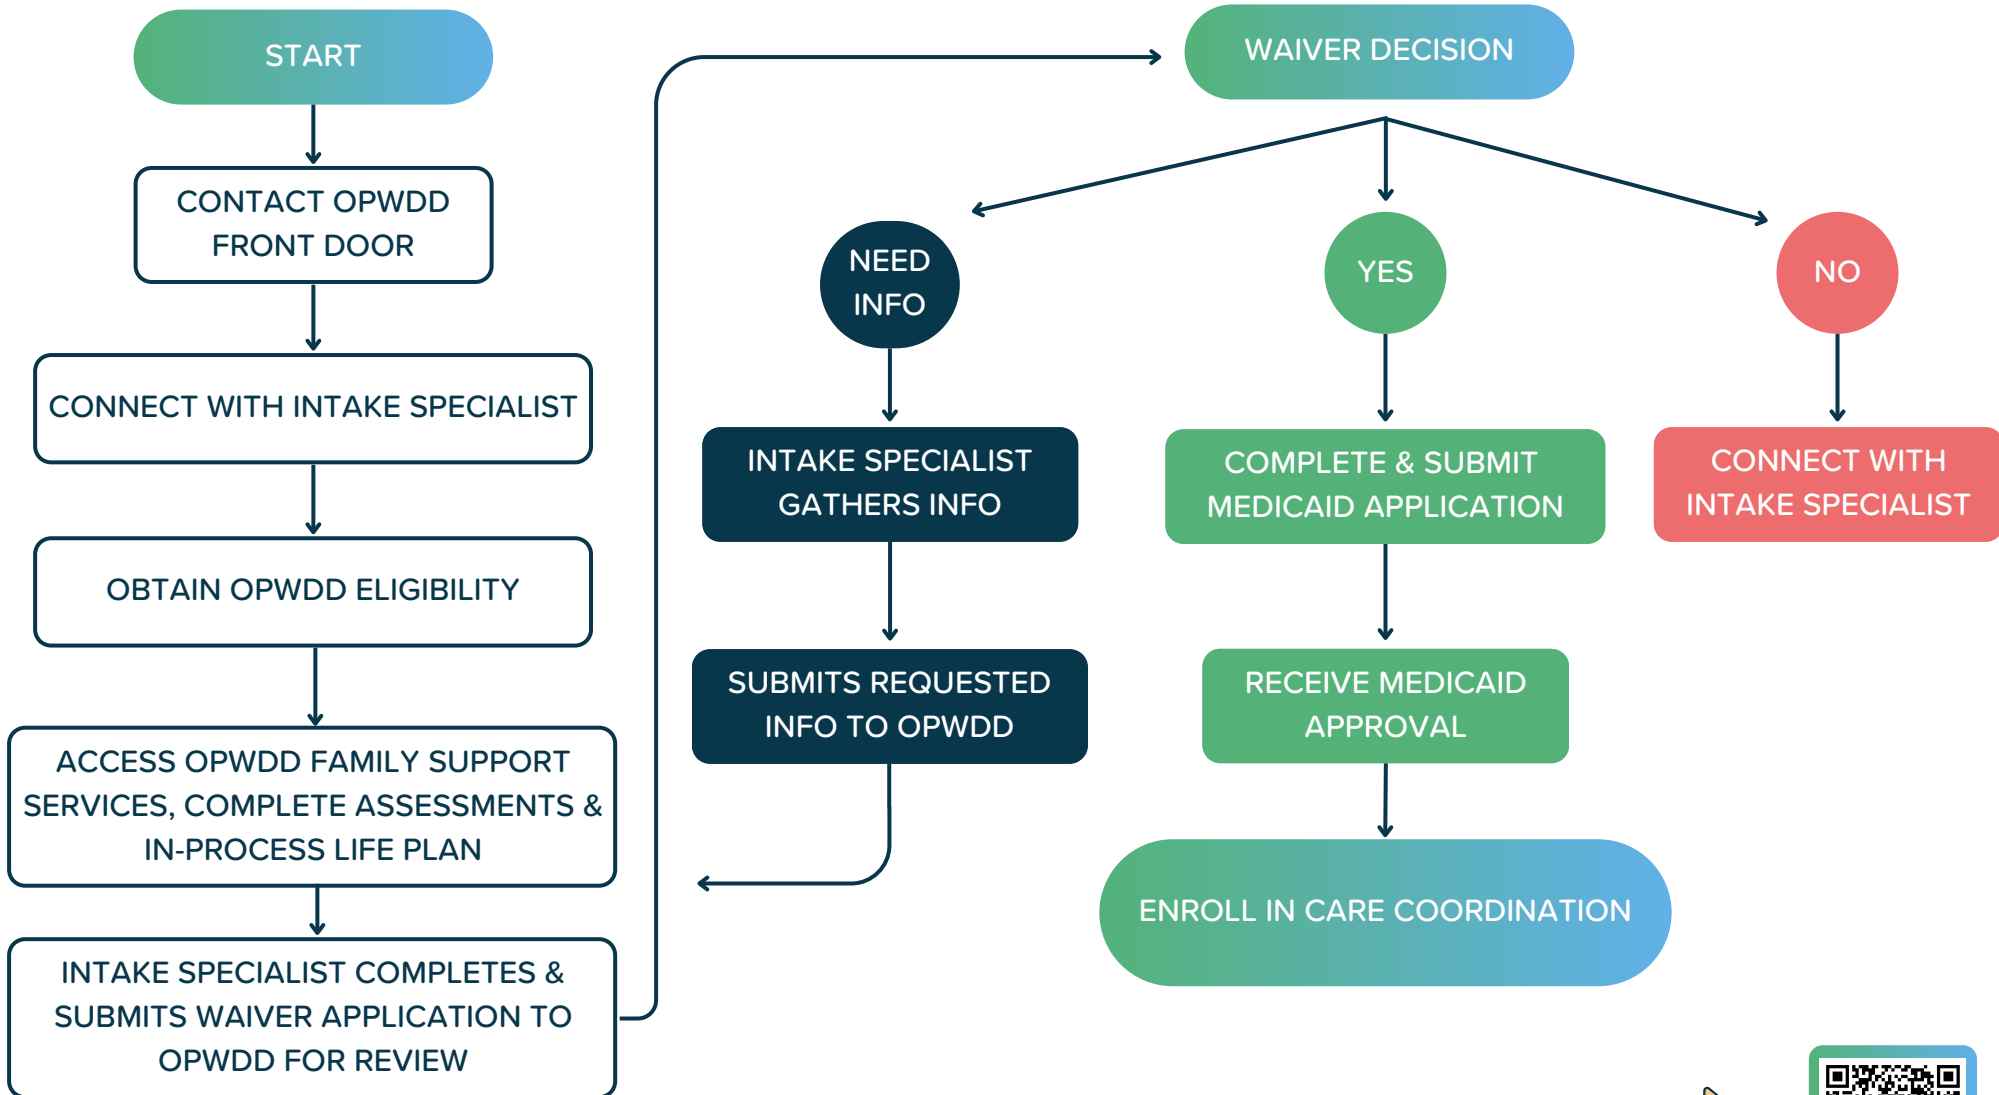 START
CONTACT OPWDD
FRONT DOOR
CONNECT WITH INTAKE SPECIALIST
OBTAIN OPWDD ELIGIBILITY
ACCESS OPWDD FAMILY SUPPORT
SERVICES, COMPLETE ASSESSMENTS &
IN-PROCESS LIFE PLAN
INTAKE SPECIALIST COMPLETES &
SUBMITS WAIVER APPLICATION TO
OPWDD FOR REVIEW
WAIVER DECISION
NEED
INFO
INTAKE SPECIALIST
GATHERS INFO
SUBMITS REQUESTED
INFO TO OPWDD
YES
COMPLETE & SUBMIT
MEDICAID APPLICATION
RECEIVE MEDICAID
APPROVAL
ENROLL IN CARE COORDINATION
NO
CONNECT WITH
INTAKE SPECIALIST